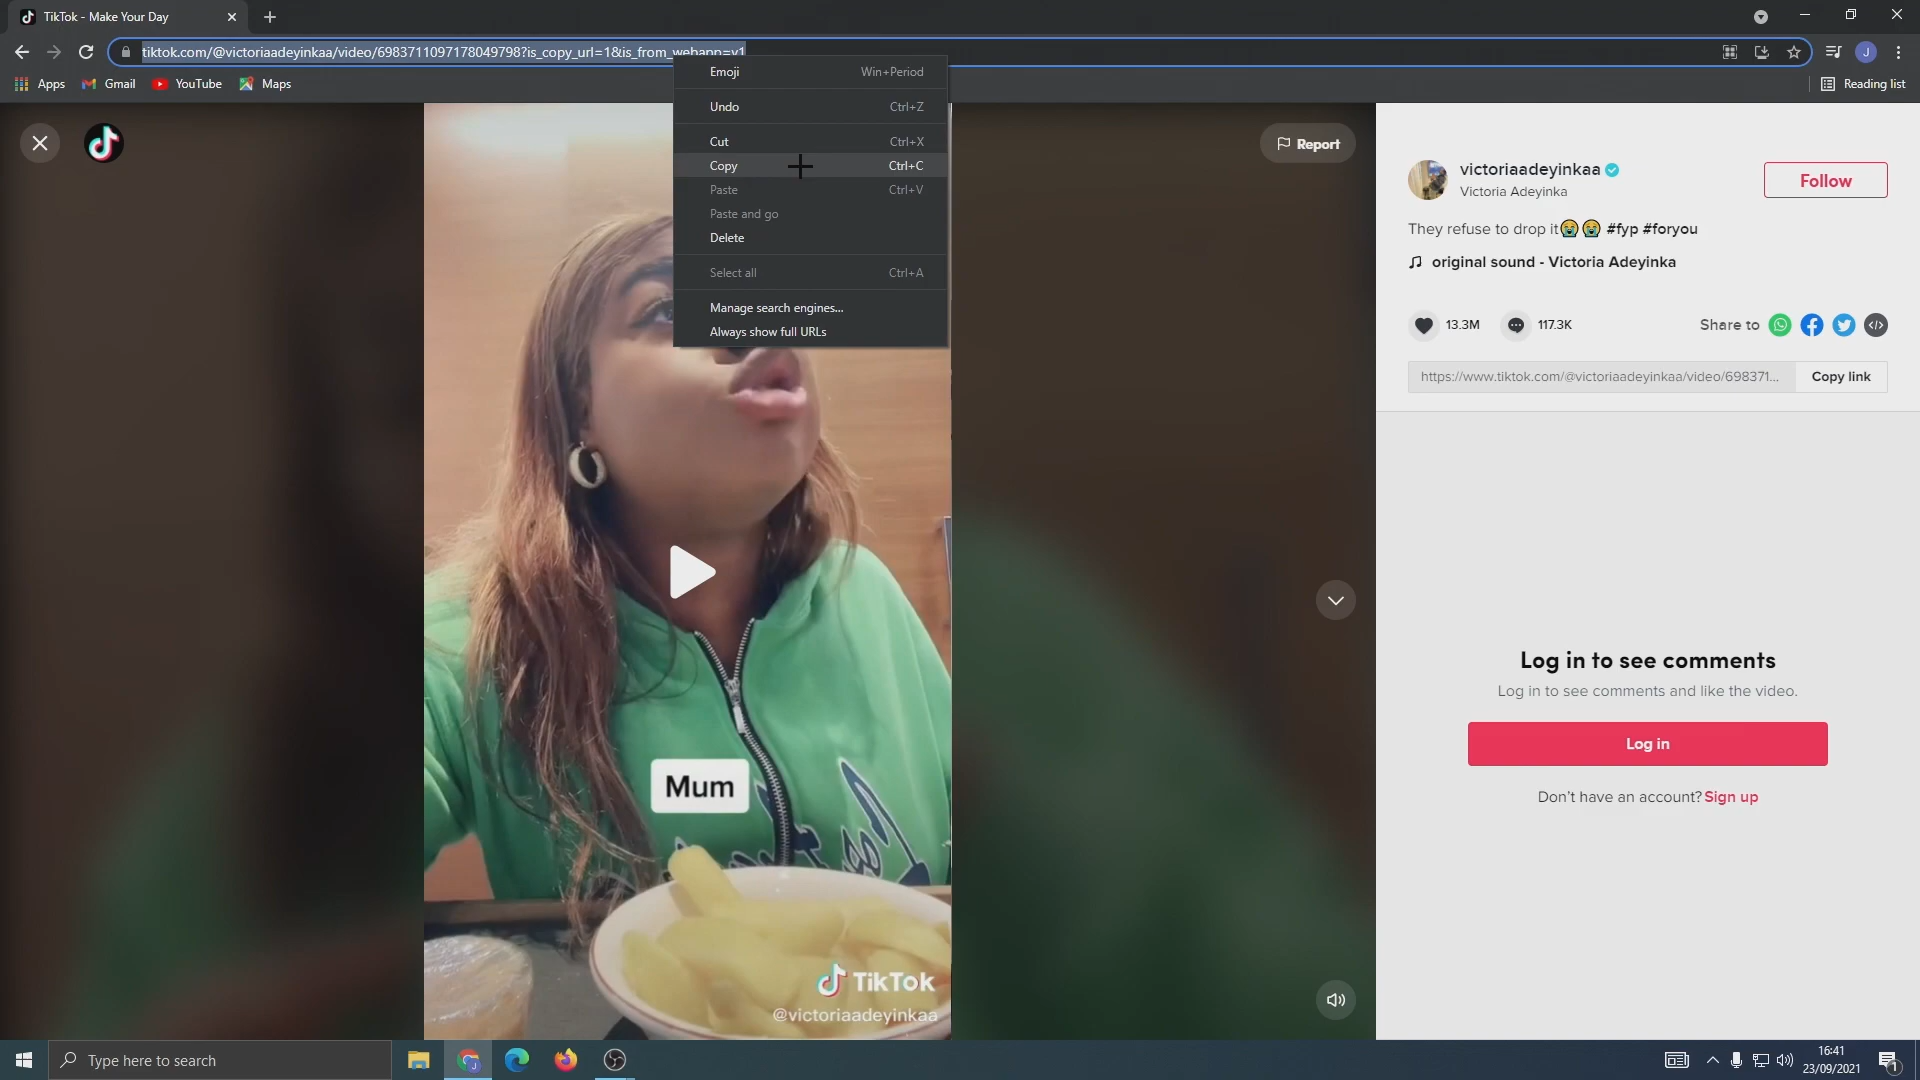 TikTok - Make Your Day
tiktok.com/@victoriaadeyinkaa/video/6983711097178049798?is_copy_url=1&is_from_webapp=v1
J
Apps
Gmail
YouTube
Maps
Reading list
Emoji Win+Period
Undo Ctrl+Z
Cut Ctrl+X
Copy Ctrl+C
Paste Ctrl+V
Paste and go
Delete
Select all Ctrl+A
Manage search engines...
Always show full URLs
Report
victoriaadeyinkaa
Victoria Adeyinka
Follow
They refuse to drop it😭😭 #fyp #foryou
original sound - Victoria Adeyinka
13.3M
117.3K
Share to
https://www.tiktok.com/@victoriaadeyinkaa/video/698371...
Copy link
Mum
TikTok
@victoriaadeyinkaa
Log in to see comments
Log in to see comments and like the video.
Log in
Don't have an account? Sign up
Type here to search
16:41
23/09/2021
1